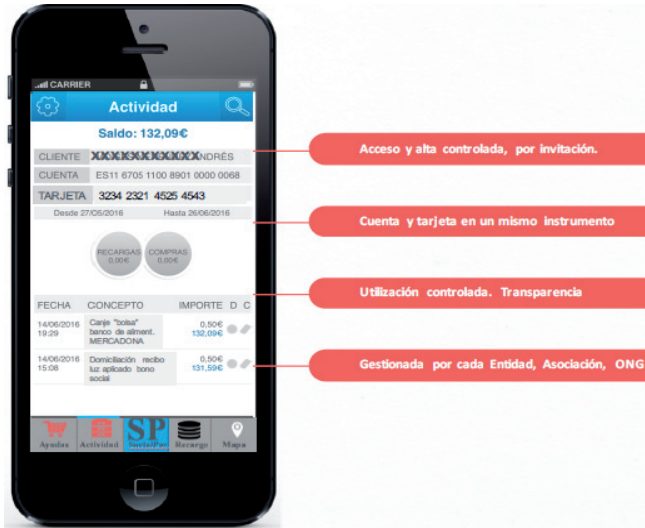 CARRIER
Actividad
Saldo: 132,09€
CLIENTE XXXXXXXXXXXNDRÉS
CUENTA ES11 6705 1100 8901 0000 0068
TARJETA 3234 2321 4525 4543
Desde 27/05/2016 Hasta 26/06/2016
RECARGAS
0,00€
COMPRAS
0,00€
FECHA CONCEPTO IMPORTE D C
14/06/2016
19:29
Canje "bolsa"
banco de aliment.
MERCADONA
0,50€
132,09€
14/06/2016
15:08
Domiciliación recibo
luz aplicado bono
social
0,50€
131,59€
SP
Ayudas Actividad SocialPay Recarga Mapa
Acceso y alta controlada, por invitación.
Cuenta y tarjeta en un mismo instrumento
Utilización controlada. Transparencia
Gestionada por cada Entidad, Asociación, ONG